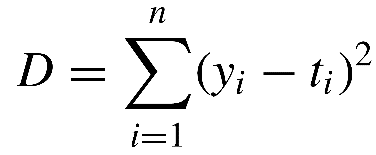 D = \sum_{i=1}^{n} (y_i - t_i)^2